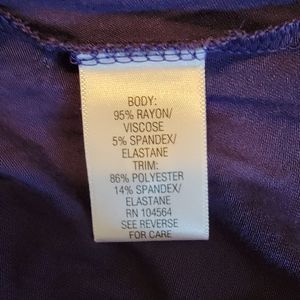 BODY:
95% RAYON/
VISCOSE
5% SPANDEX/
ELASTANE
TRIM:
86% POLYESTER
14% SPANDEX/
ELASTANE
RN 104564
SEE REVERSE
FOR CARE